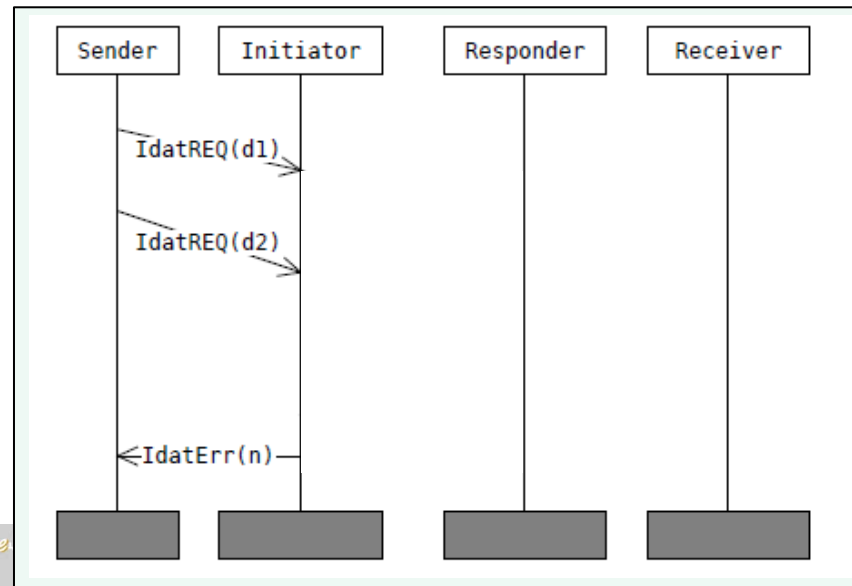 Sender Initiator Responder Receiver
IdatREQ(d1)
IdatREQ(d2)
IdatErr(n)